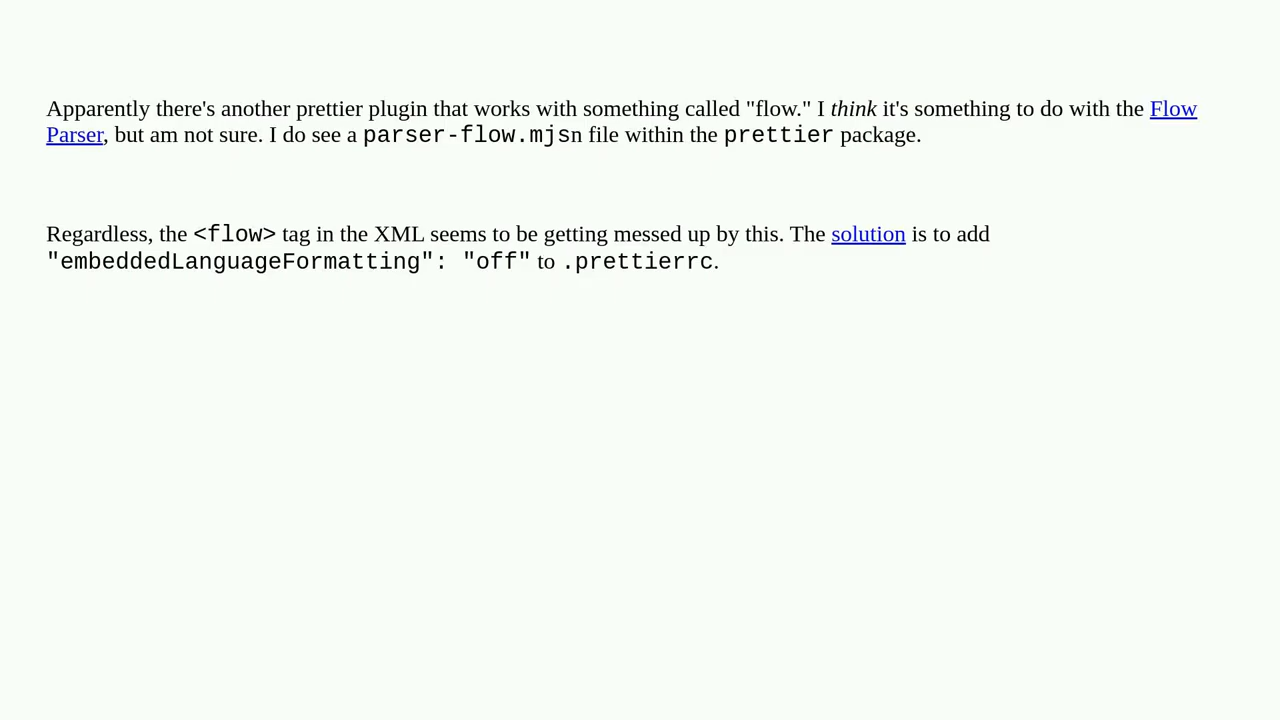 Apparently there's another prettier plugin that works with something called "flow." I think it's something to do with the Flow
Parser, but am not sure. I do see a parser-flow.mjsn file within the prettier package.
Regardless, the <flow> tag in the XML seems to be getting messed up by this. The solution is to add
"embeddedLanguageFormatting": "off" to .prettierrc.